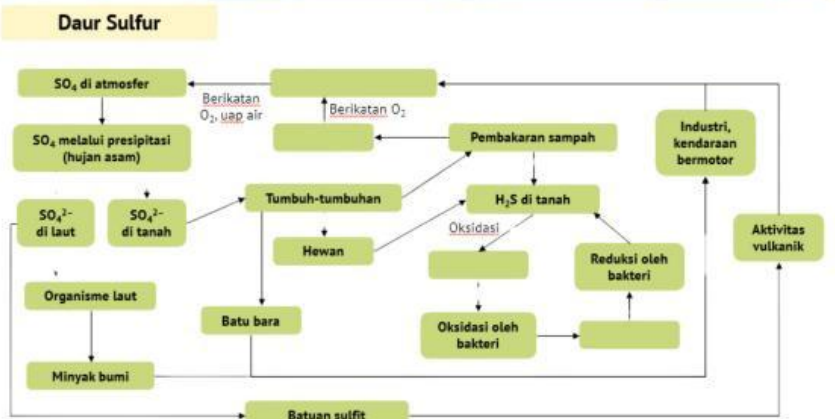 Daur Sulfur
SO₄ di atmosfer
Berikatan
O₂, uap air
Berikatan O₂
SO₄ melalui presipitasi
(hujan asam)
Pembakaran sampah
Industri,
kendaraan
bermotor
SO₄²⁻
di laut
SO₄²⁻
di tanah
Tumbuh-tumbuhan
H₂S di tanah
Oksidasi
Hewan
Aktivitas
vulkanik
Reduksi oleh
bakteri
Organisme laut
Batu bara
Oksidasi oleh
bakteri
Minyak bumi
Batuan sulfit